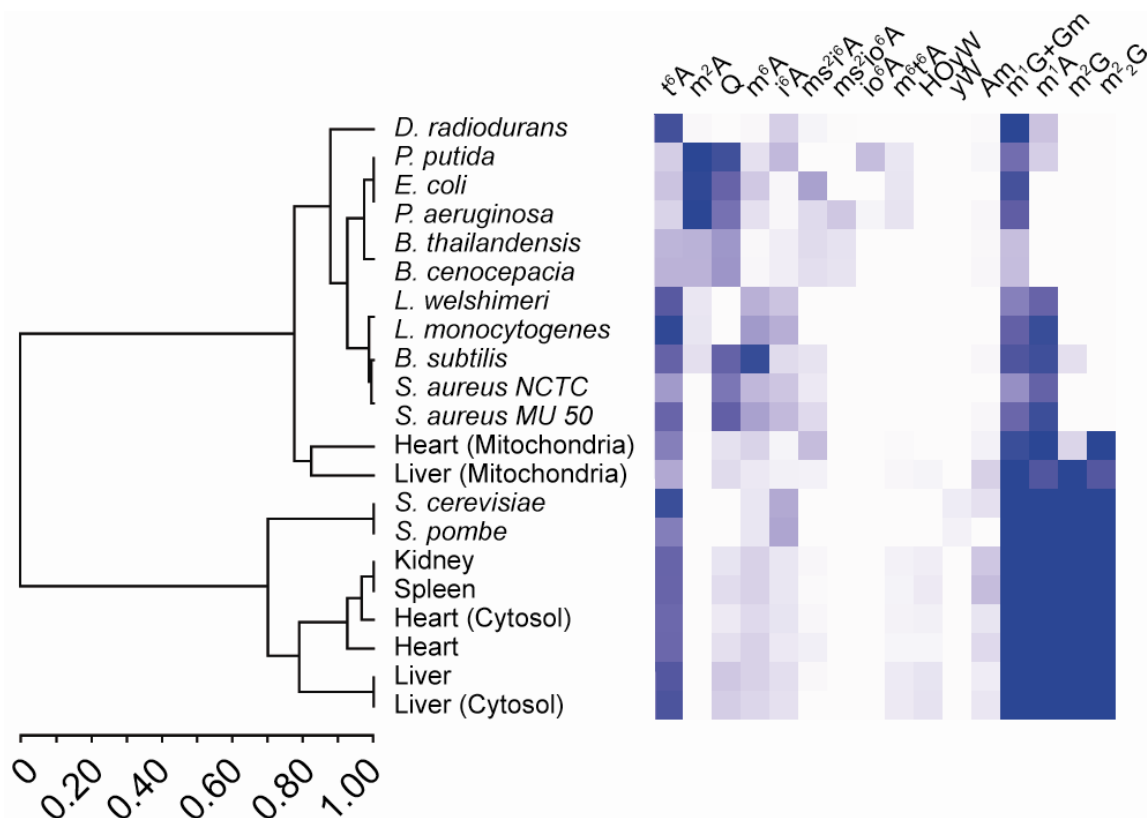 t⁶A m²A Q m⁶A i⁶A ms²i⁶A ms²io⁶A io⁶A m⁶t⁶A HOyW yW Am m¹G+Gm m¹A m²G m²₂G
D. radiodurans
P. putida
E. coli
P. aeruginosa
B. thailandensis
B. cenocepacia
L. welshimeri
L. monocytogenes
B. subtilis
S. aureus NCTC
S. aureus MU 50
Heart (Mitochondria)
Liver (Mitochondria)
S. cerevisiae
S. pombe
Kidney
Spleen
Heart (Cytosol)
Heart
Liver
Liver (Cytosol)
0 0.20 0.40 0.60 0.80 1.00